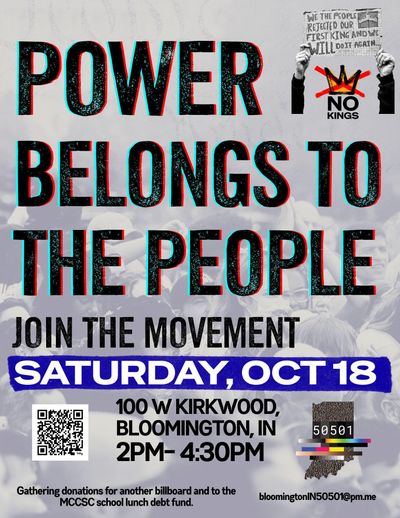 WE THE PEOPLE
REJECTED OUR
FIRST KING AND WE
WILL DO IT AGAIN
NO
KINGS
POWER
BELONGS TO
THE PEOPLE
JOIN THE MOVEMENT
SATURDAY, OCT 18
100 W KIRKWOOD,
BLOOMINGTON, IN
2PM- 4:30PM
50501
Gathering donations for another billboard and to the
MCCSC school lunch debt fund.
bloomingtonIN50501@pm.me